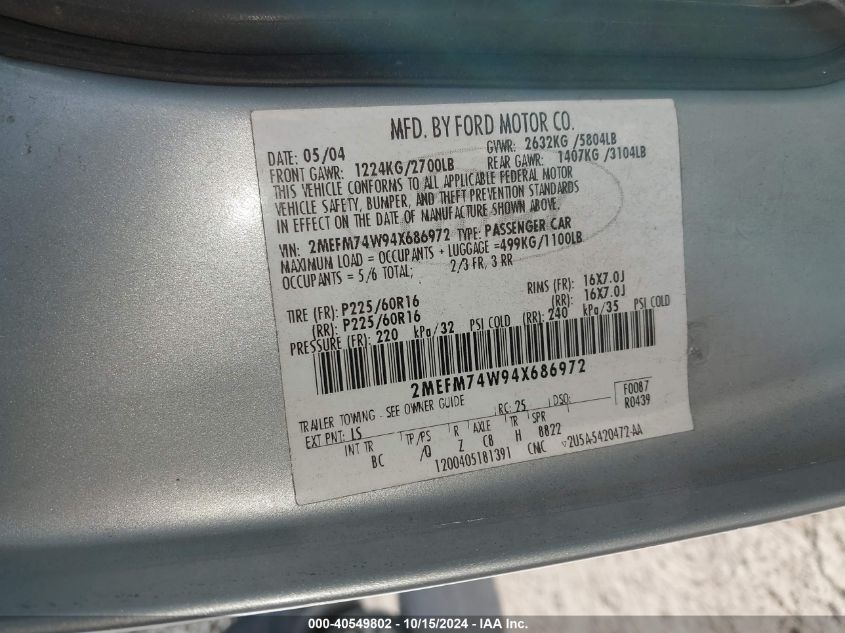 MFD. BY FORD MOTOR CO.
DATE: 05/04 GVWR: 2632KG /5804LB
FRONT GAWR: 1224KG/2700LB REAR GAWR: 1407KG /3104LB
THIS VEHICLE CONFORMS TO ALL APPLICABLE FEDERAL MOTOR
VEHICLE SAFETY, BUMPER, AND THEFT PREVENTION STANDARDS
IN EFFECT ON THE DATE OF MANUFACTURE SHOWN ABOVE.
VIN: 2MEFM74W94X686972 TYPE: PASSENGER CAR
MAXIMUM LOAD = OCCUPANTS + LUGGAGE =499KG/1100LB
OCCUPANTS = 5/6 TOTAL; 2/3 FR, 3 RR
TIRE (FR): P225/60R16 RIMS (FR): 16X7.0J
(RR): P225/60R16 (RR): 16X7.0J
PRESSURE (FR): 220 kPa/32 PSI COLD (RR): 240 kPa/35 PSI COLD
2MEFM74W94X686972
TRAILER TOWING - SEE OWNER GUIDE F0087
EXT PNT: LS RC: 25 DSO: R0439
INT TR TP/PS R AXLE TR SPR
BC /Q Z C8 H 8822
1200405181391 CMC V2U5A-5420472-AA
000-40549802 - 10/15/2024 - IAA